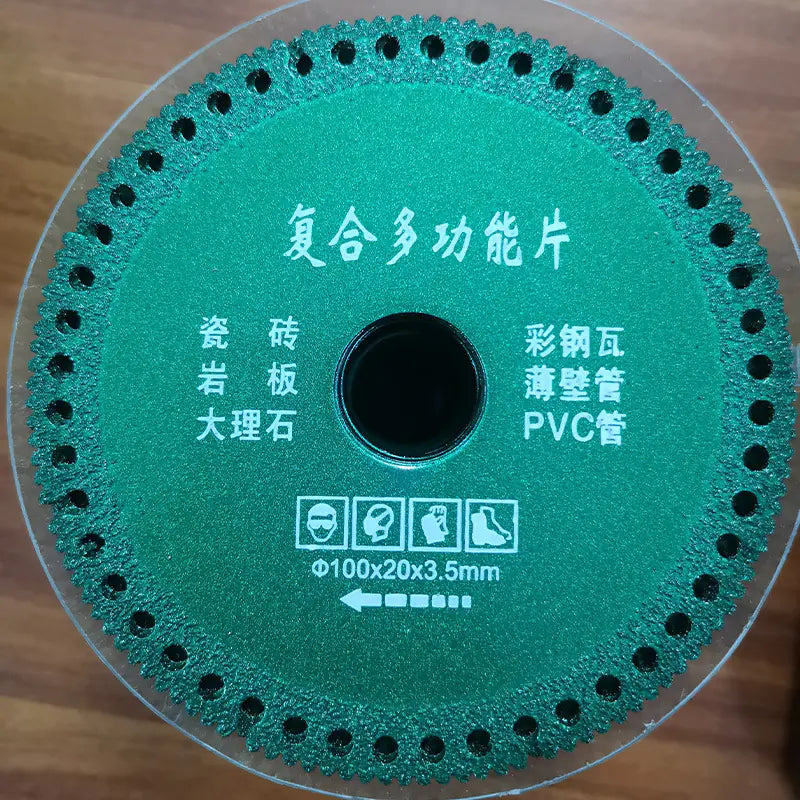 复合多功能片
瓷 砖
岩 板
大理石
彩钢瓦
薄壁管
PVC管
Φ100x20x3.5mm